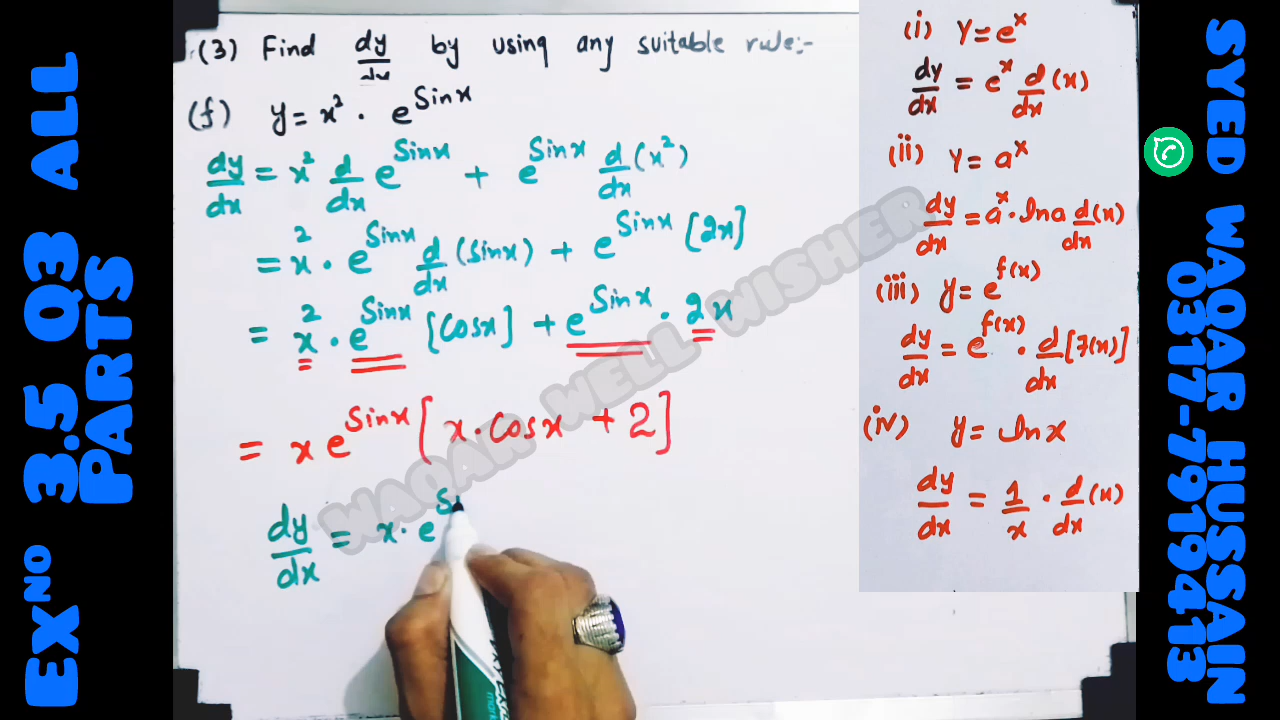 EXᴺᴼ 3.5 Q3 ALL
PARTS
(3) Find dy/dx by using any suitable rule:-
(f) y = x² · e^Sinx
dy/dx = x² d/dx e^Sinx + e^Sinx d/dx (x²)
= x² · e^Sinx d/dx (sinx) + e^Sinx [2x]
= x² · e^Sinx [Cosx] + e^Sinx · 2x
= x e^Sinx [x·Cosx + 2]
dy/dx = x · e^S
WAQAR WELL WISHER
(i) Y = e^x
dy/dx = e^x d/dx (x)
(ii) Y = a^x
dy/dx = a^x · lna d/dx (x)
(iii) y = e^f(x)
dy/dx = e^f(x) · d/dx [f(x)]
(iv) y = lnx
dy/dx = 1/x · d/dx (x)
SYED WAQAR HUSSAIN
0317-7919413